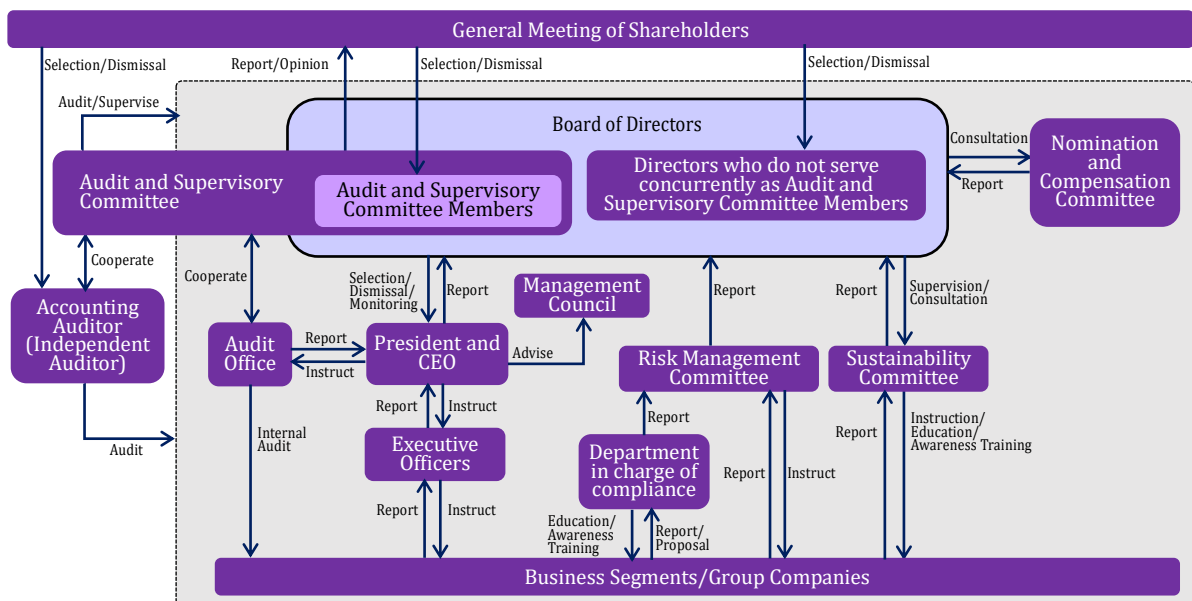 General Meeting of Shareholders
Selection/Dismissal
Report/Opinion
Selection/Dismissal
Selection/Dismissal
Audit/Supervise
Board of Directors
Audit and Supervisory
Committee
Audit and Supervisory
Committee Members
Directors who do not serve
concurrently as Audit and
Supervisory Committee Members
Consultation
Report
Nomination
and
Compensation
Committee
Cooperate
Cooperate
Selection/
Dismissal/
Monitoring
Report
Management
Council
Report
Report
Supervision/
Consultation
Accounting
Auditor
(Independent
Auditor)
Audit
Office
Report
Instruct
President and
CEO
Advise
Risk Management
Committee
Sustainability
Committee
Audit
Internal
Audit
Report
Instruct
Executive
Officers
Report
Instruct
Report
Department
in charge of
compliance
Education/
Awareness
Training
Report/
Proposal
Report
Instruct
Report
Instruction/
Education/
Awareness Training
Business Segments/Group Companies